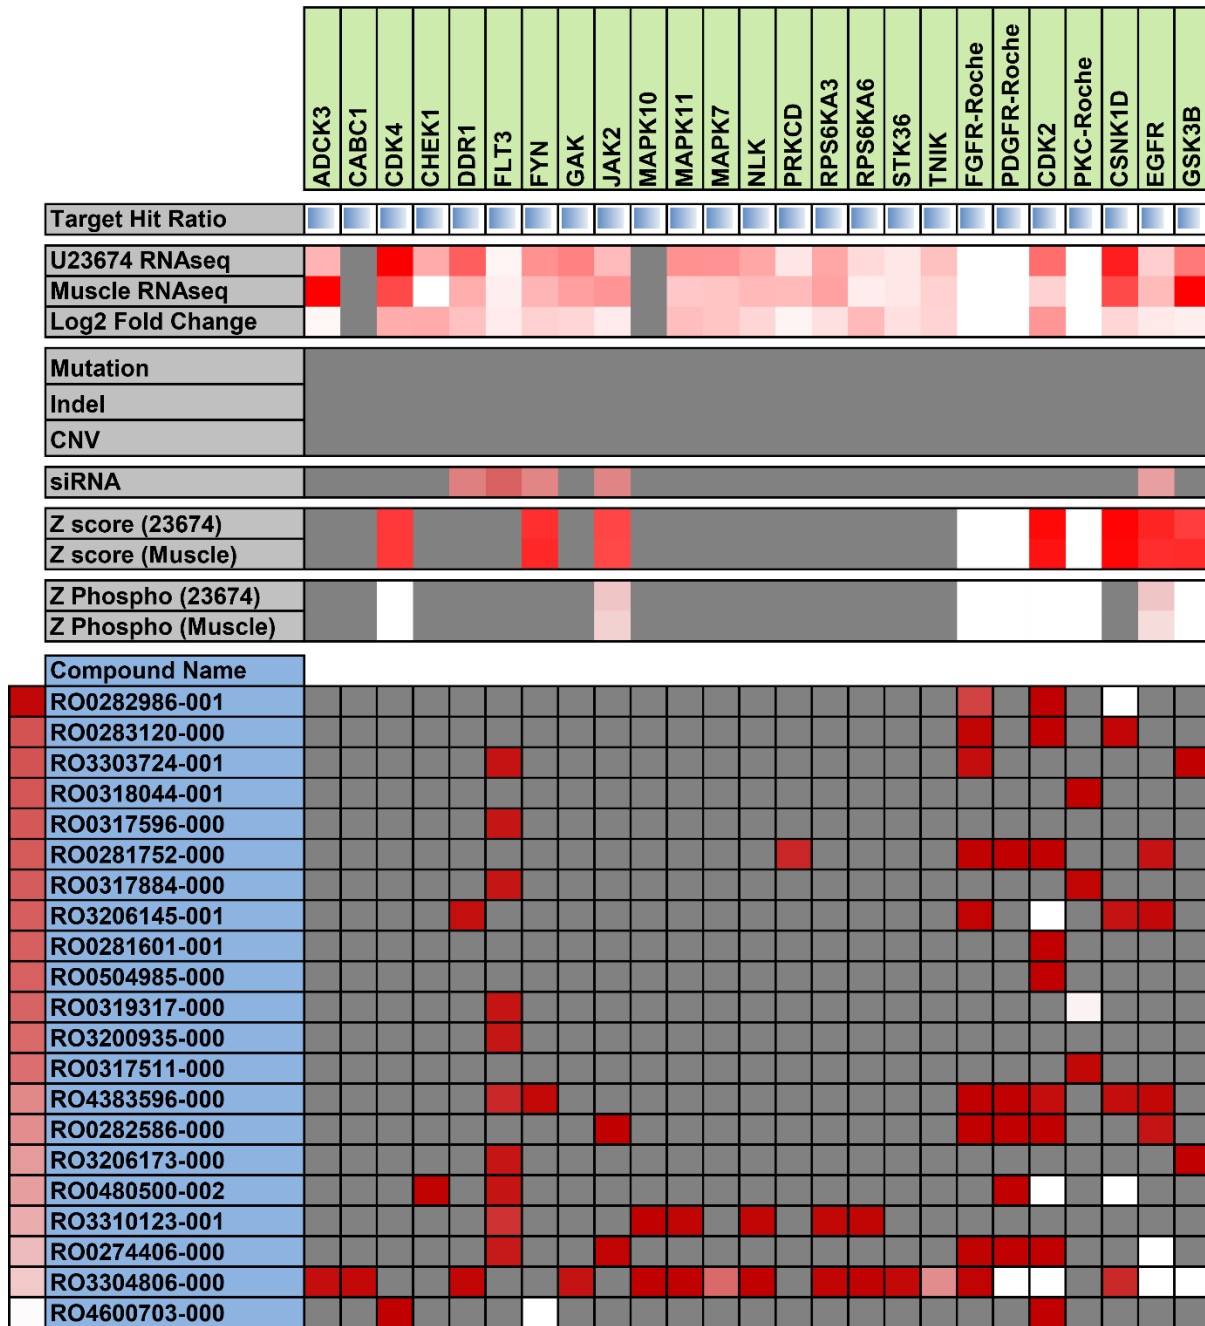 ADCK3
CABC1
CDK4
CHEK1
DDR1
FLT3
FYN
GAK
JAK2
MAPK10
MAPK11
MAPK7
NLK
PRKCD
RPS6KA3
RPS6KA6
STK36
TNIK
FGFR-Roche
PDGFR-Roche
CDK2
PKC-Roche
CSNK1D
EGFR
GSK3B
Target Hit Ratio
U23674 RNAseq
Muscle RNAseq
Log2 Fold Change
Mutation
Indel
CNV
siRNA
Z score (23674)
Z score (Muscle)
Z Phospho (23674)
Z Phospho (Muscle)
Compound Name
RO0282986-001
RO0283120-000
RO3303724-001
RO0318044-001
RO0317596-000
RO0281752-000
RO0317884-000
RO3206145-001
RO0281601-001
RO0504985-000
RO0319317-000
RO3200935-000
RO0317511-000
RO4383596-000
RO0282586-000
RO3206173-000
RO0480500-002
RO3310123-001
RO0274406-000
RO3304806-000
RO4600703-000